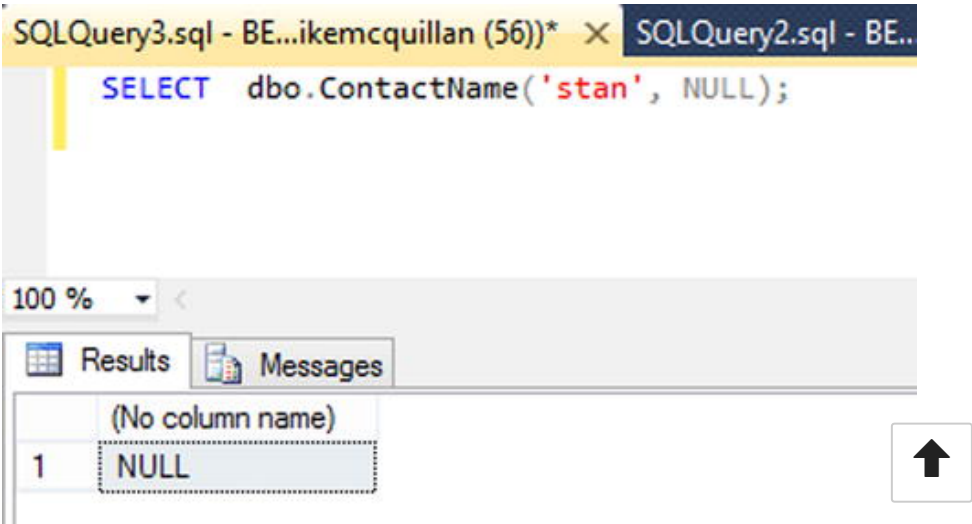 SQLQuery3.sql - BE...ikemcquillan (56))* × SQLQuery2.sql - BE...
SELECT dbo.ContactName('stan', NULL);
100 %
Results Messages
(No column name)
1 NULL